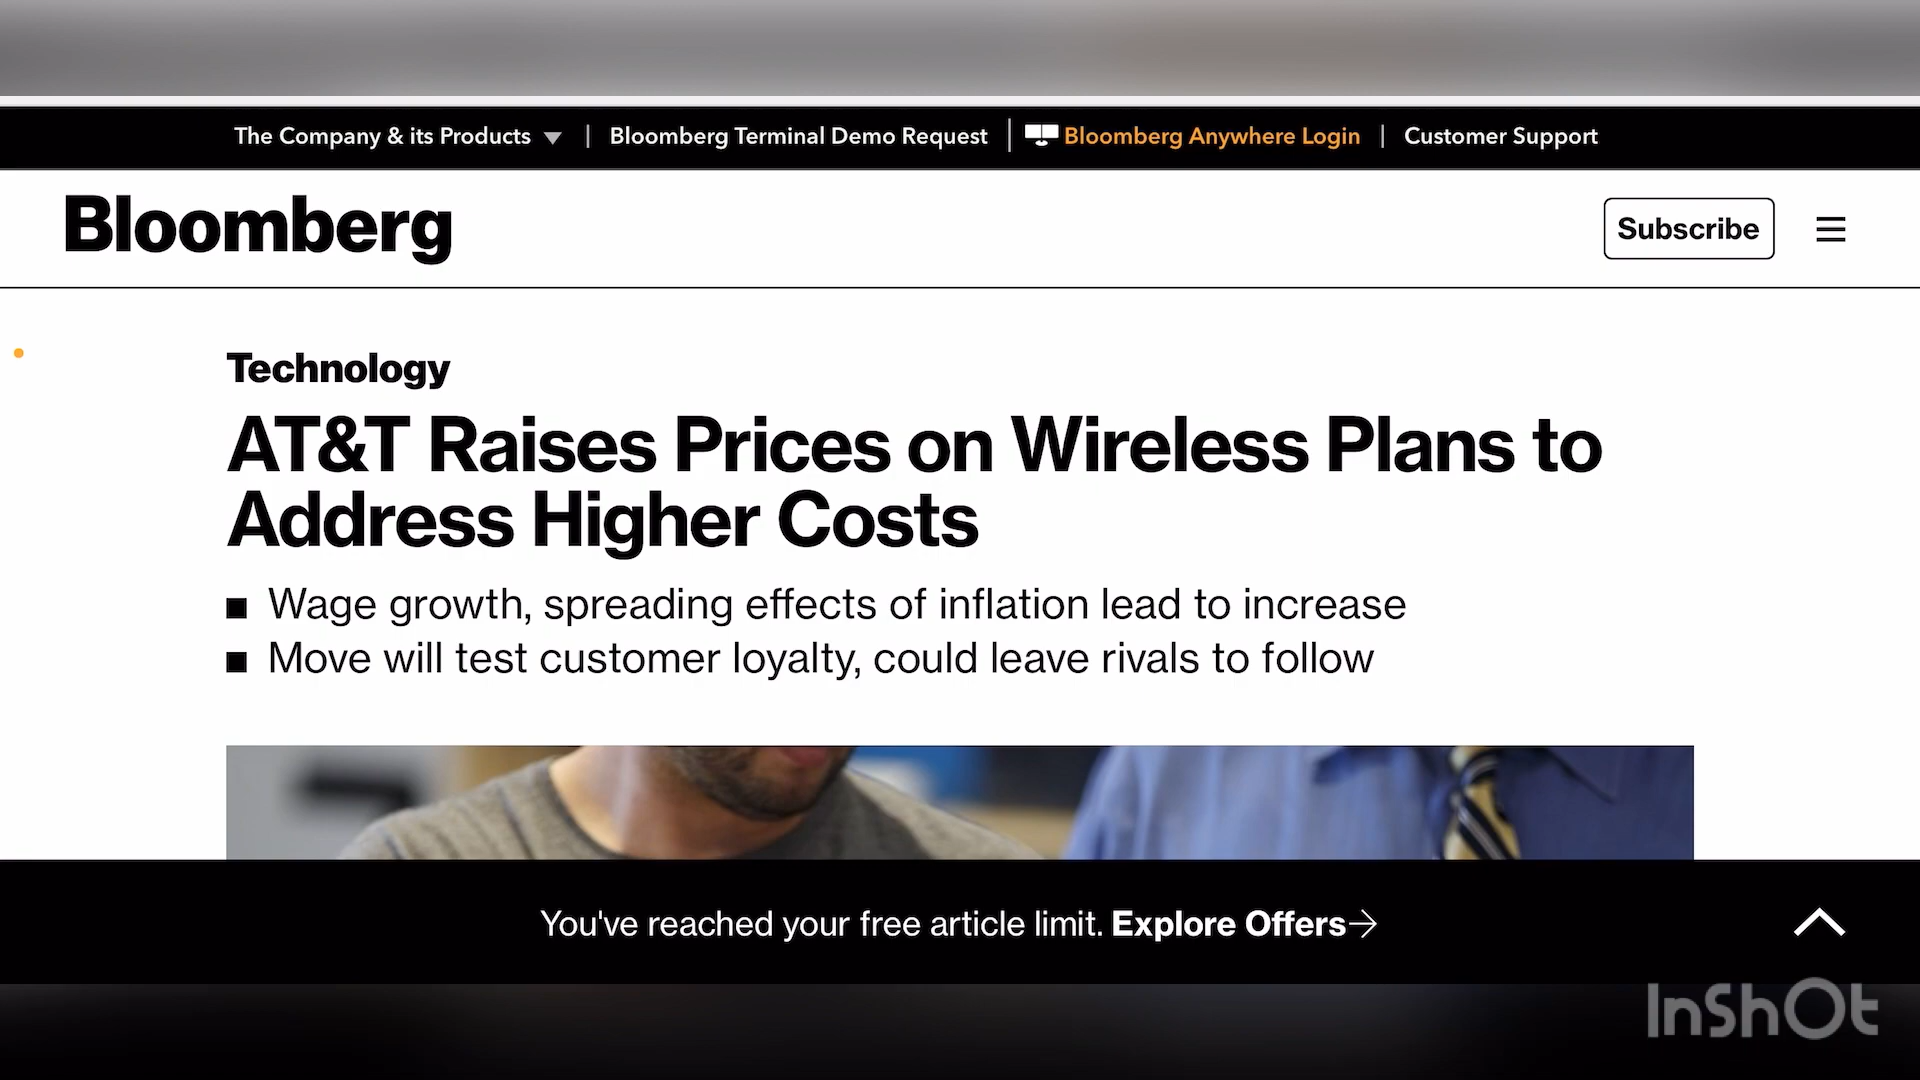 The Company & its Products | Bloomberg Terminal Demo Request | Bloomberg Anywhere Login | Customer Support
Bloomberg
Subscribe
Technology
AT&T Raises Prices on Wireless Plans to
Address Higher Costs
Wage growth, spreading effects of inflation lead to increase
Move will test customer loyalty, could leave rivals to follow
You've reached your free article limit. Explore Offers→
InShOt